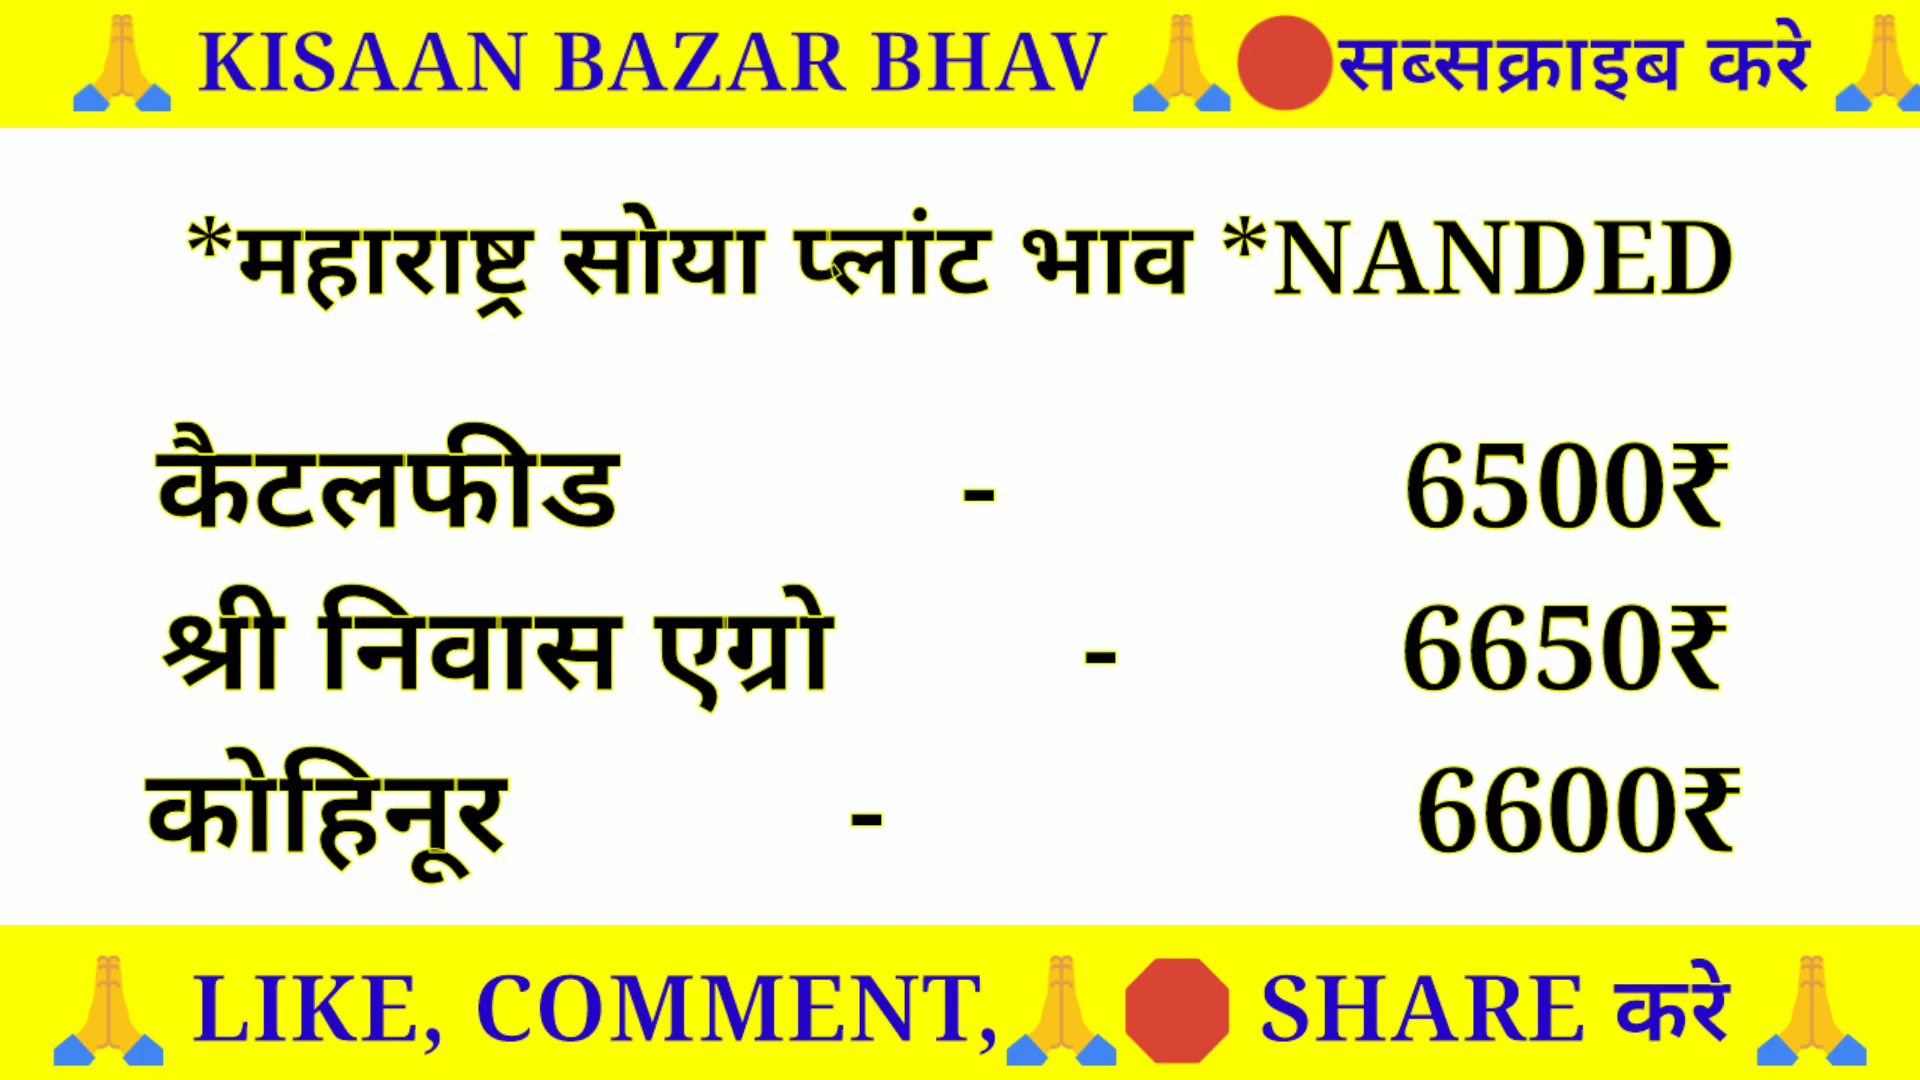 🙏 KISAAN BAZAR BHAV 🙏🔴सब्सक्राइब करे 🙏
*महाराष्ट्र सोया प्लांट भाव *NANDED
कैटलफीड - 6500₹
श्री निवास एग्रो - 6650₹
कोहिनूर - 6600₹
🙏 LIKE, COMMENT,🙏🛑 SHARE करे 🙏